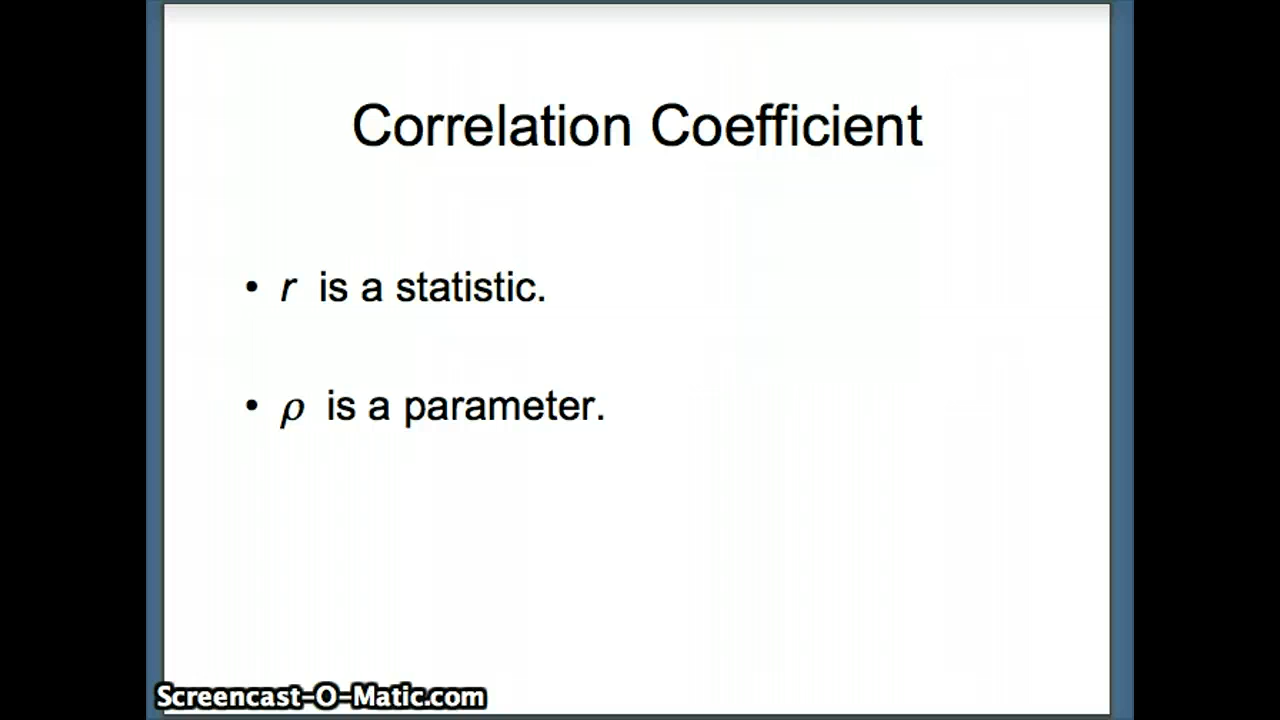 Correlation Coefficient
• r is a statistic.
• ρ is a parameter.
Screencast-O-Matic.com